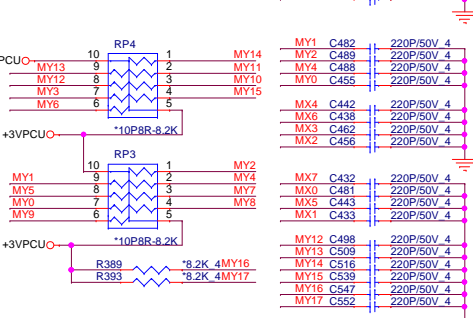 RP4
PCU
10 1 MY14
MY13 9 2 MY11
MY12 8 3 MY10
MY3 7 4 MY15
MY6 6 5
+3VPCU
*10P8R-8.2K
RP3
10 1 MY2
MY1 9 2 MY4
MY5 8 3 MY7
MY0 7 4 MY8
MY9 6 5
+3VPCU
*10P8R-8.2K
R389 *8.2K_4 MY16
R393 *8.2K_4 MY17
MY1 C482 220P/50V_4
MY2 C489 220P/50V_4
MY4 C488 220P/50V_4
MY0 C455 220P/50V_4
MX4 C442 220P/50V_4
MX6 C438 220P/50V_4
MX3 C462 220P/50V_4
MX2 C456 220P/50V_4
MX7 C432 220P/50V_4
MX0 C481 220P/50V_4
MX5 C443 220P/50V_4
MX1 C433 220P/50V_4
MY12 C498 220P/50V_4
MY13 C509 220P/50V_4
MY14 C516 220P/50V_4
MY15 C539 220P/50V_4
MY16 C547 220P/50V_4
MY17 C552 220P/50V_4